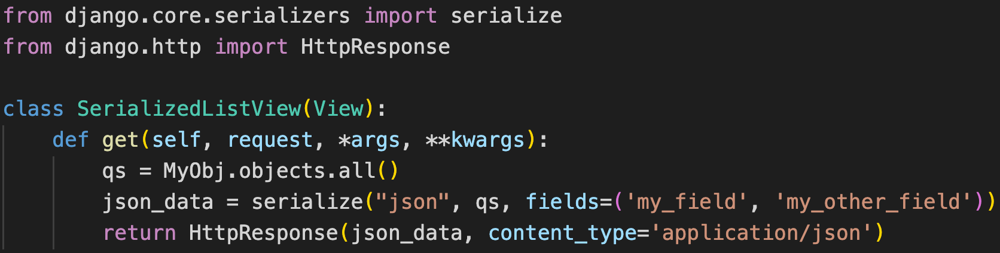 from django.core.serializers import serialize
from django.http import HttpResponse
class SerializedListView(View):
def get(self, request, *args, **kwargs):
qs = MyObj.objects.all()
json_data = serialize("json", qs, fields=('my_field', 'my_other_field'))
return HttpResponse(json_data, content_type='application/json')